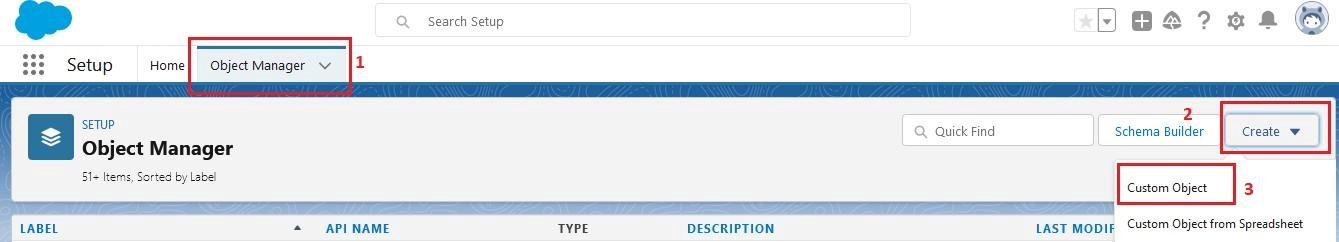 Search Setup
Setup Home Object Manager 1
SETUP
Object Manager
51+ Items, Sorted by Label
Quick Find Schema Builder 2 Create
Custom Object 3
Custom Object from Spreadsheet
LABEL API NAME TYPE DESCRIPTION LAST MODIF